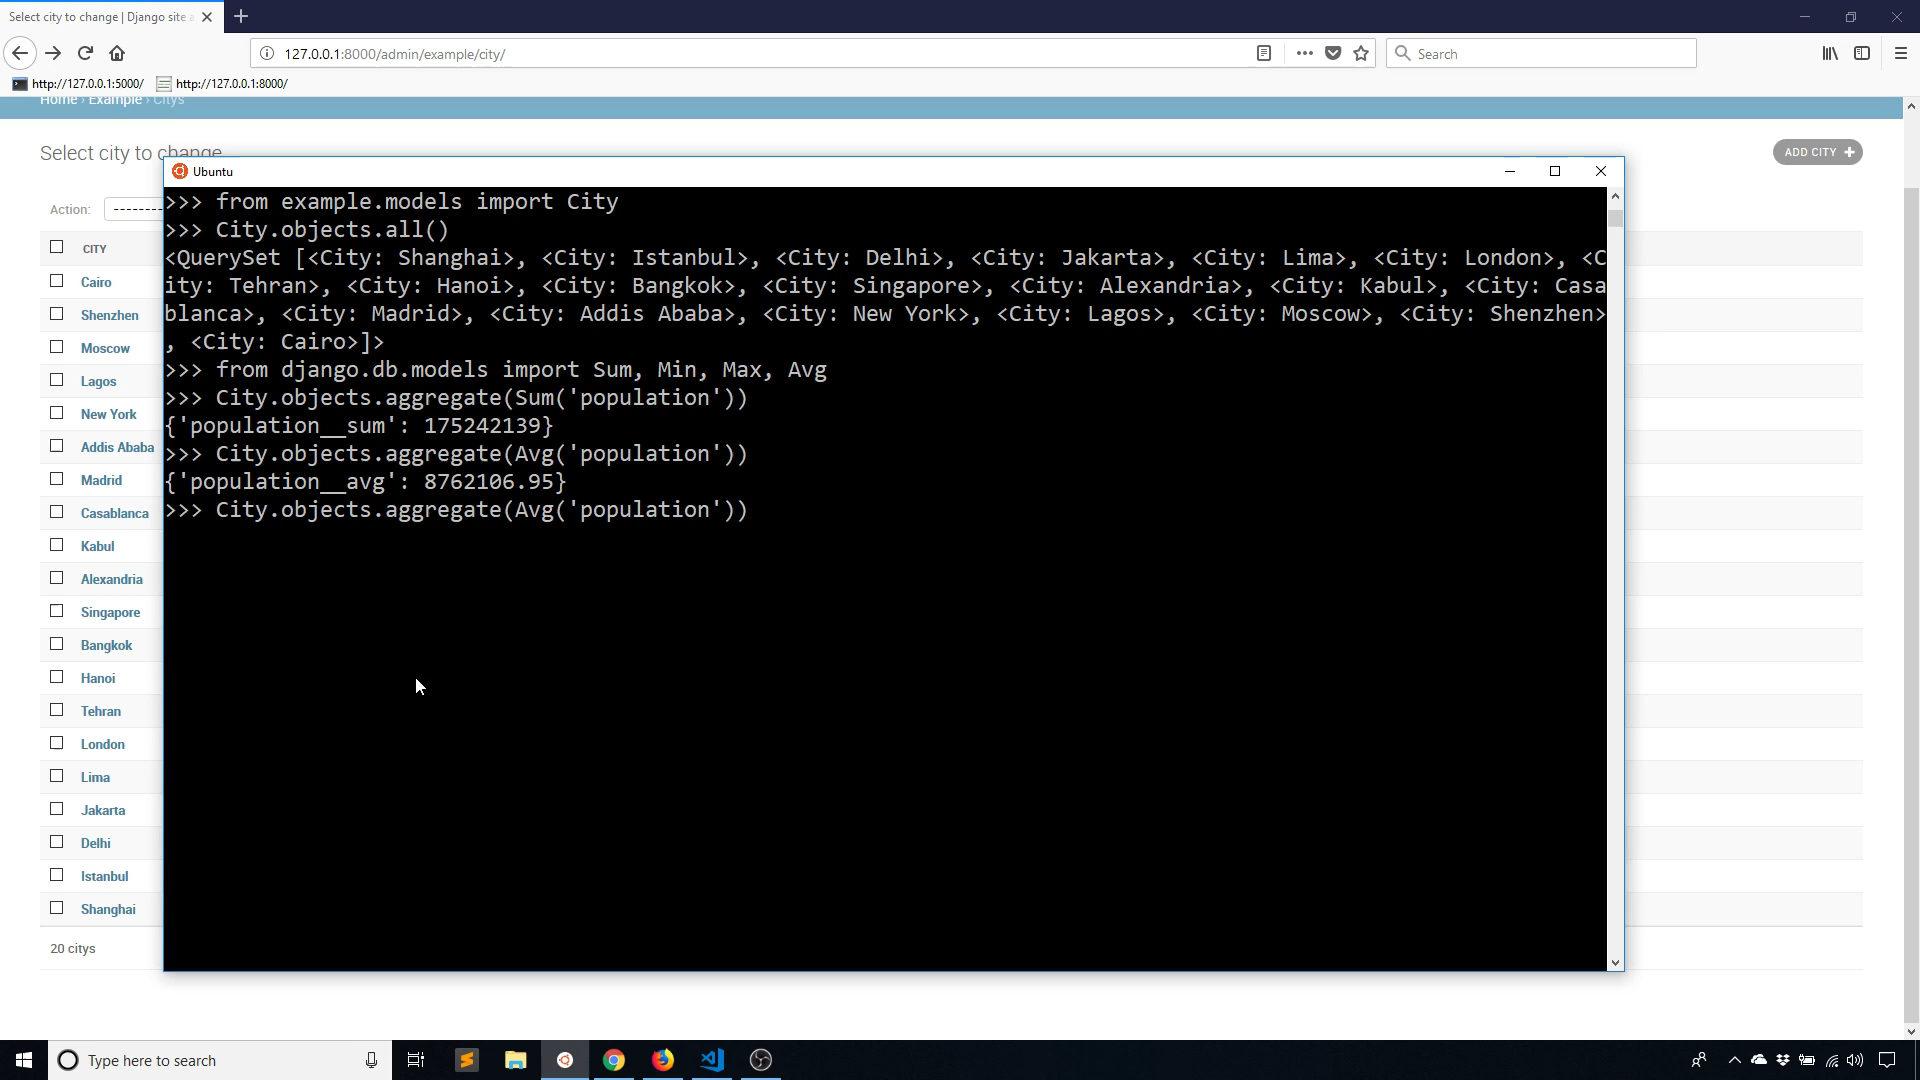 Select city to change | Django site a
127.0.0.1:8000/admin/example/city/
Search
http://127.0.0.1:5000/
http://127.0.0.1:8000/
Home › Example › Citys
Select city to change
ADD CITY +
Ubuntu
Action:
---------
CITY
Cairo
Shenzhen
Moscow
Lagos
New York
Addis Ababa
Madrid
Casablanca
Kabul
Alexandria
Singapore
Bangkok
Hanoi
Tehran
London
Lima
Jakarta
Delhi
Istanbul
Shanghai
20 citys
>>> from example.models import City
>>> City.objects.all()
<QuerySet [<City: Shanghai>, <City: Istanbul>, <City: Delhi>, <City: Jakarta>, <City: Lima>, <City: London>, <C
ity: Tehran>, <City: Hanoi>, <City: Bangkok>, <City: Singapore>, <City: Alexandria>, <City: Kabul>, <City: Casa
blanca>, <City: Madrid>, <City: Addis Ababa>, <City: New York>, <City: Lagos>, <City: Moscow>, <City: Shenzhen>
, <City: Cairo>]>
>>> from django.db.models import Sum, Min, Max, Avg
>>> City.objects.aggregate(Sum('population'))
{'population__sum': 175242139}
>>> City.objects.aggregate(Avg('population'))
{'population__avg': 8762106.95}
>>> City.objects.aggregate(Avg('population'))
Type here to search